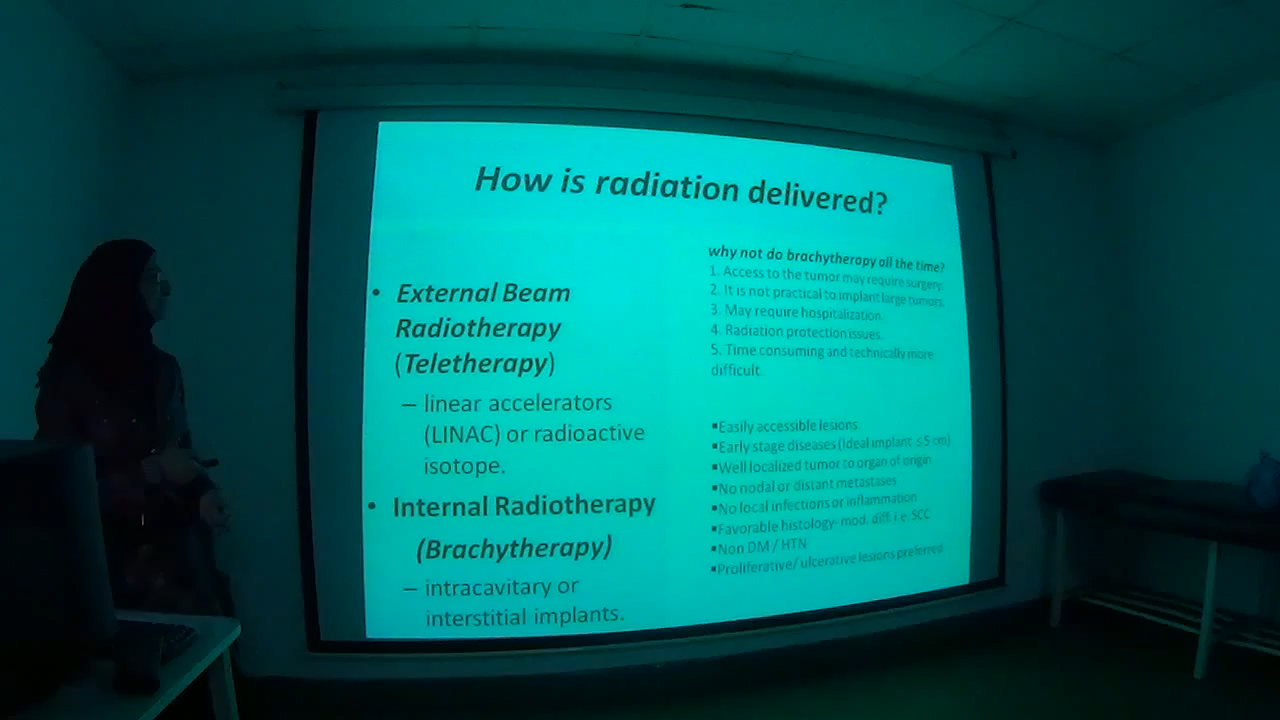 How is radiation delivered?
• External Beam
Radiotherapy
(Teletherapy)
– linear accelerators
(LINAC) or radioactive
isotope.
• Internal Radiotherapy
(Brachytherapy)
– intracavitary or
interstitial implants.
why not do brachytherapy all the time?
1. Access to the tumor may require surgery.
2. It is not practical to implant large tumors.
3. May require hospitalization.
4. Radiation protection issues.
5. Time consuming and technically more
difficult.
▪Easily accessible lesions
▪Early stage diseases (Ideal implant ≤ 5 cm)
▪Well localized tumor to organ of origin
▪No nodal or distant metastases
▪No local infections or inflammation
▪Favorable histology- mod. diff. i.e. SCC
▪Non DM / HTN
▪Proliferative/ ulcerative lesions preferred